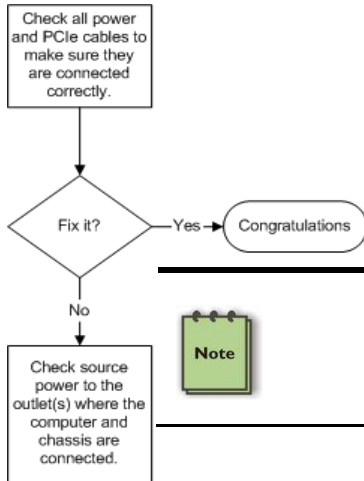 Check all power
and PCIe cables to
make sure they
are connected
correctly.
Fix it?
Yes
Congratulations
No
Note
Check source
power to the
outlet(s) where the
computer and
chassis are
connected.